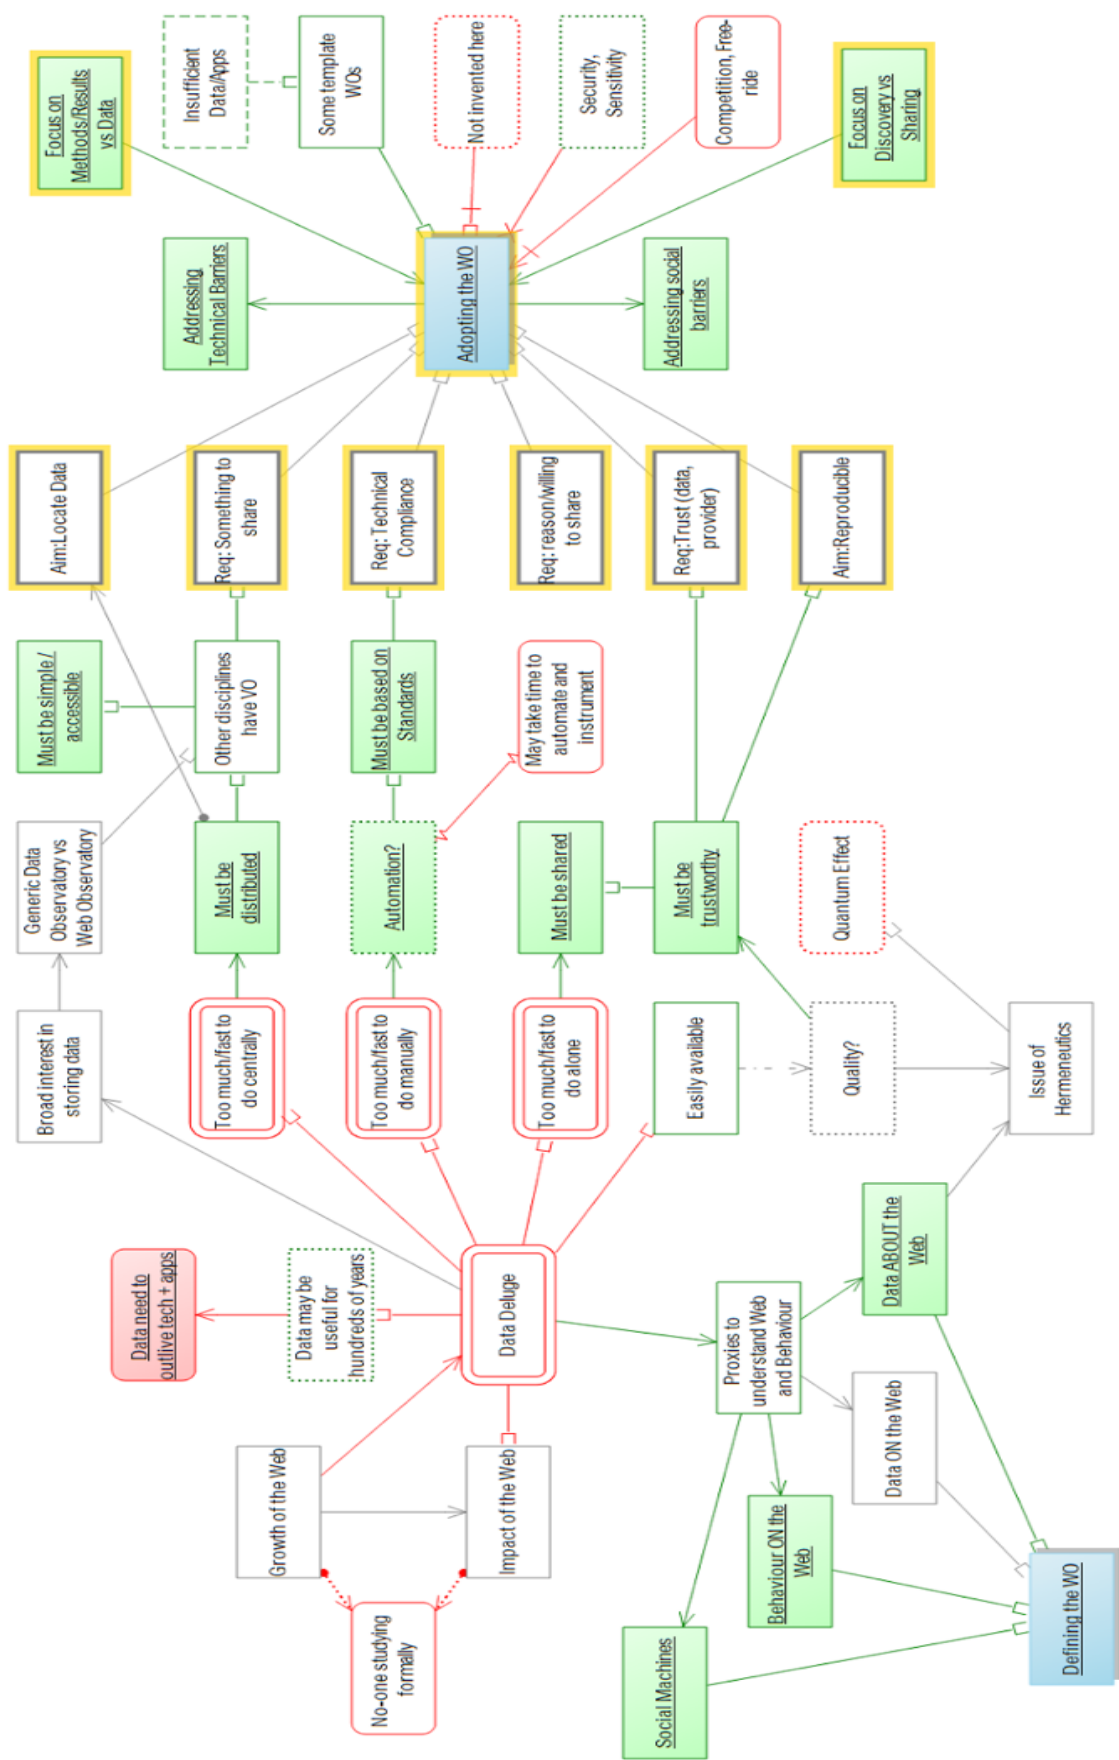 Growth of the Web
No-one studying
formally
Impact of the Web
Data need to
outlive tech + apps
Data may be
useful for
hundreds of years
Data Deluge
Proxies to
understand Web
and Behaviour
Social Machines
Behaviour ON the
Web
Data ON the Web
Data ABOUT the
Web
Defining the WO
Broad interest in
storing data
Too much/fast to
do centrally
Too much/fast to
do manually
Too much/fast to
do alone
Easily available
Quality?
Issue of
Hermeneutics
Generic Data
Observatory vs
Web Observatory
Must be
distributed
Automation?
Must be shared
Must be
trustworthy
Quantum Effect
Must be simple /
accessible
Other disciplines
have VO
Must be based on
Standards
May take time to
automate and
instrument
Aim:Locate Data
Req: Something to
share
Req: Technical
Compliance
Req: reason/willing
to share
Req:Trust (data,
provider)
Aim:Reproducible
Addressing
Technical Barriers
Adopting the WO
Addressing social
barriers
Focus on
Methods/Results
vs Data
Insufficient
Data/Apps
Some template
WOs
Not invented here
Security,
Sensitivity
Competition, Free-
ride
Focus on
Discovery vs
Sharing